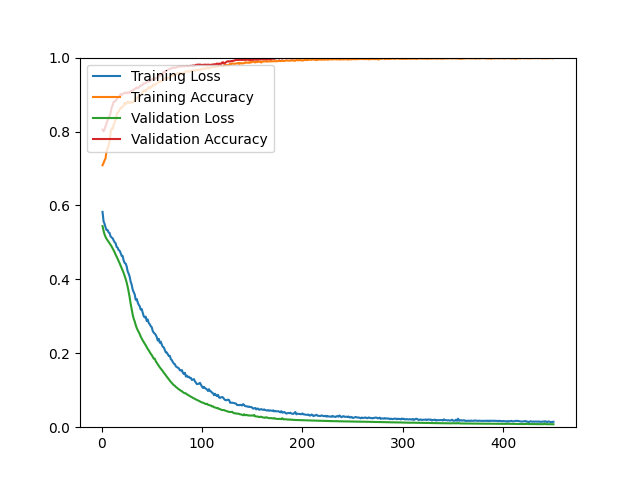 1.0
0.8
0.6
0.4
0.2
0.0
0 100 200 300 400
Training Loss
Training Accuracy
Validation Loss
Validation Accuracy